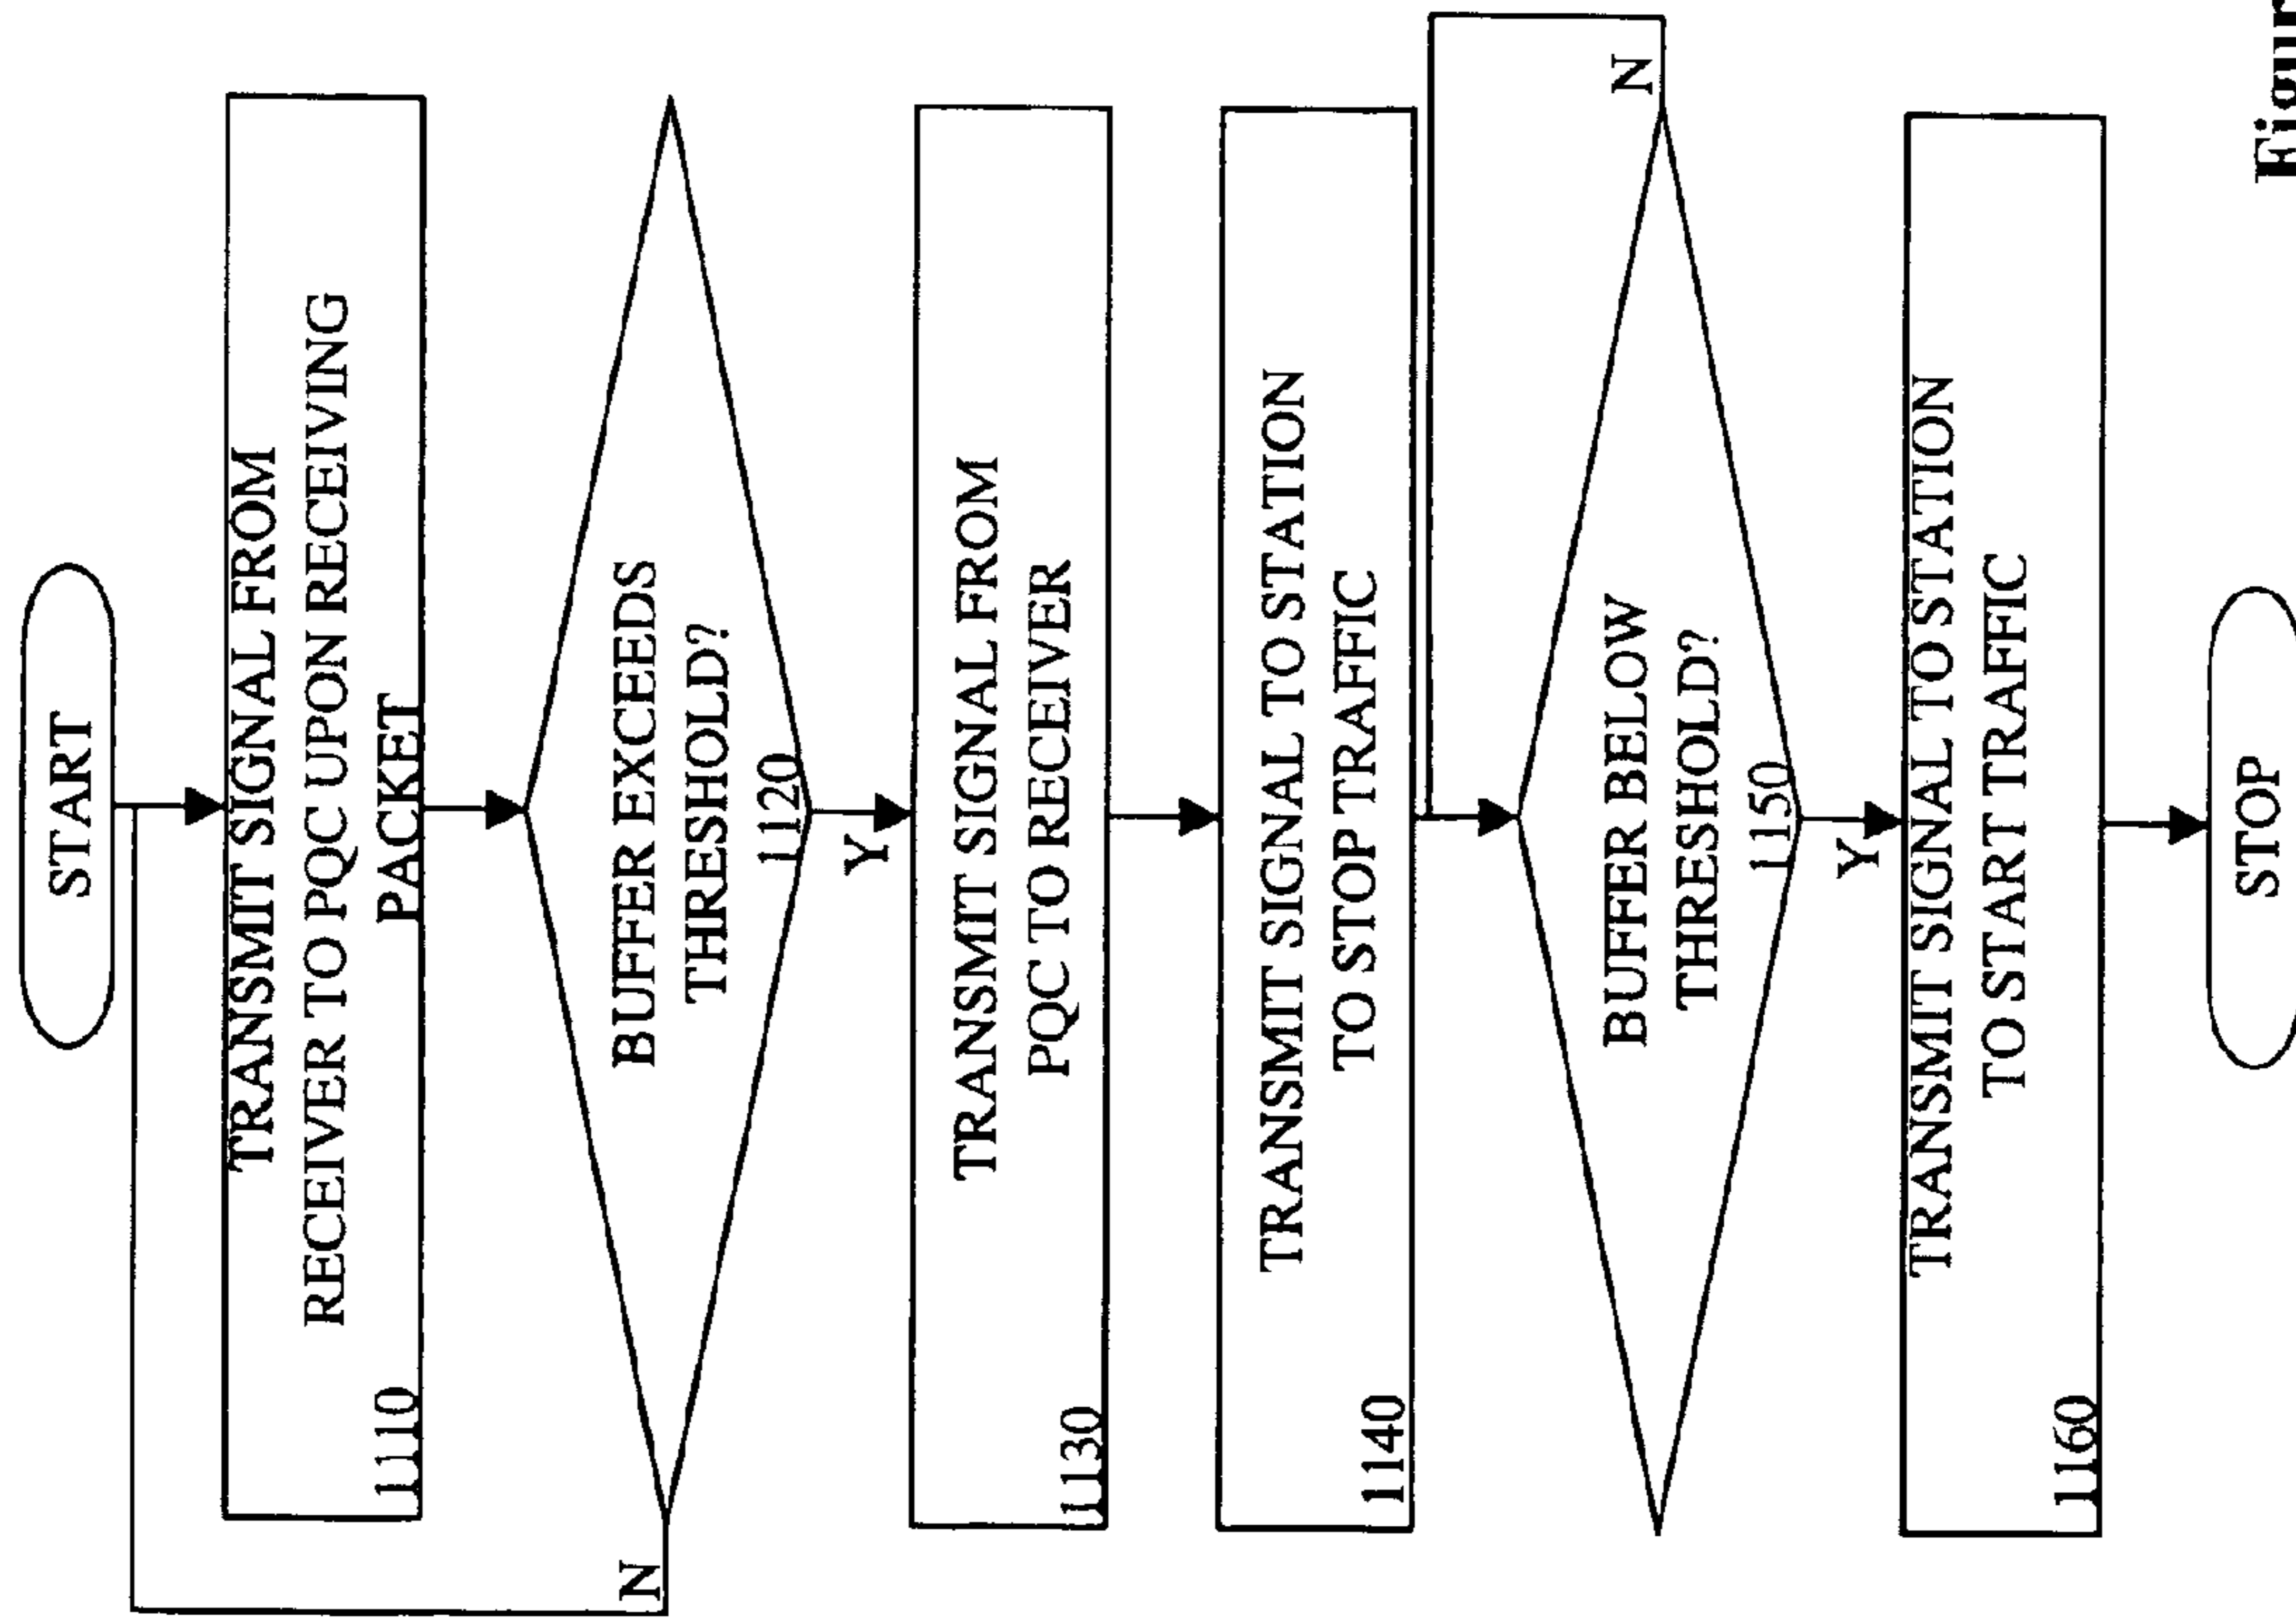 START
TRANSMIT SIGNAL FROM
RECEIVER TO PQC UPON RECEIVING
PACKET
1110
BUFFER EXCEEDS
THRESHOLD?
1120
N
Y
TRANSMIT SIGNAL FROM
PQC TO RECEIVER
1130
TRANSMIT SIGNAL TO STATION
TO STOP TRAFFIC
1140
BUFFER BELOW
THRESHOLD?
1150
N
Y
TRANSMIT SIGNAL TO STATION
TO START TRAFFIC
1160
STOP